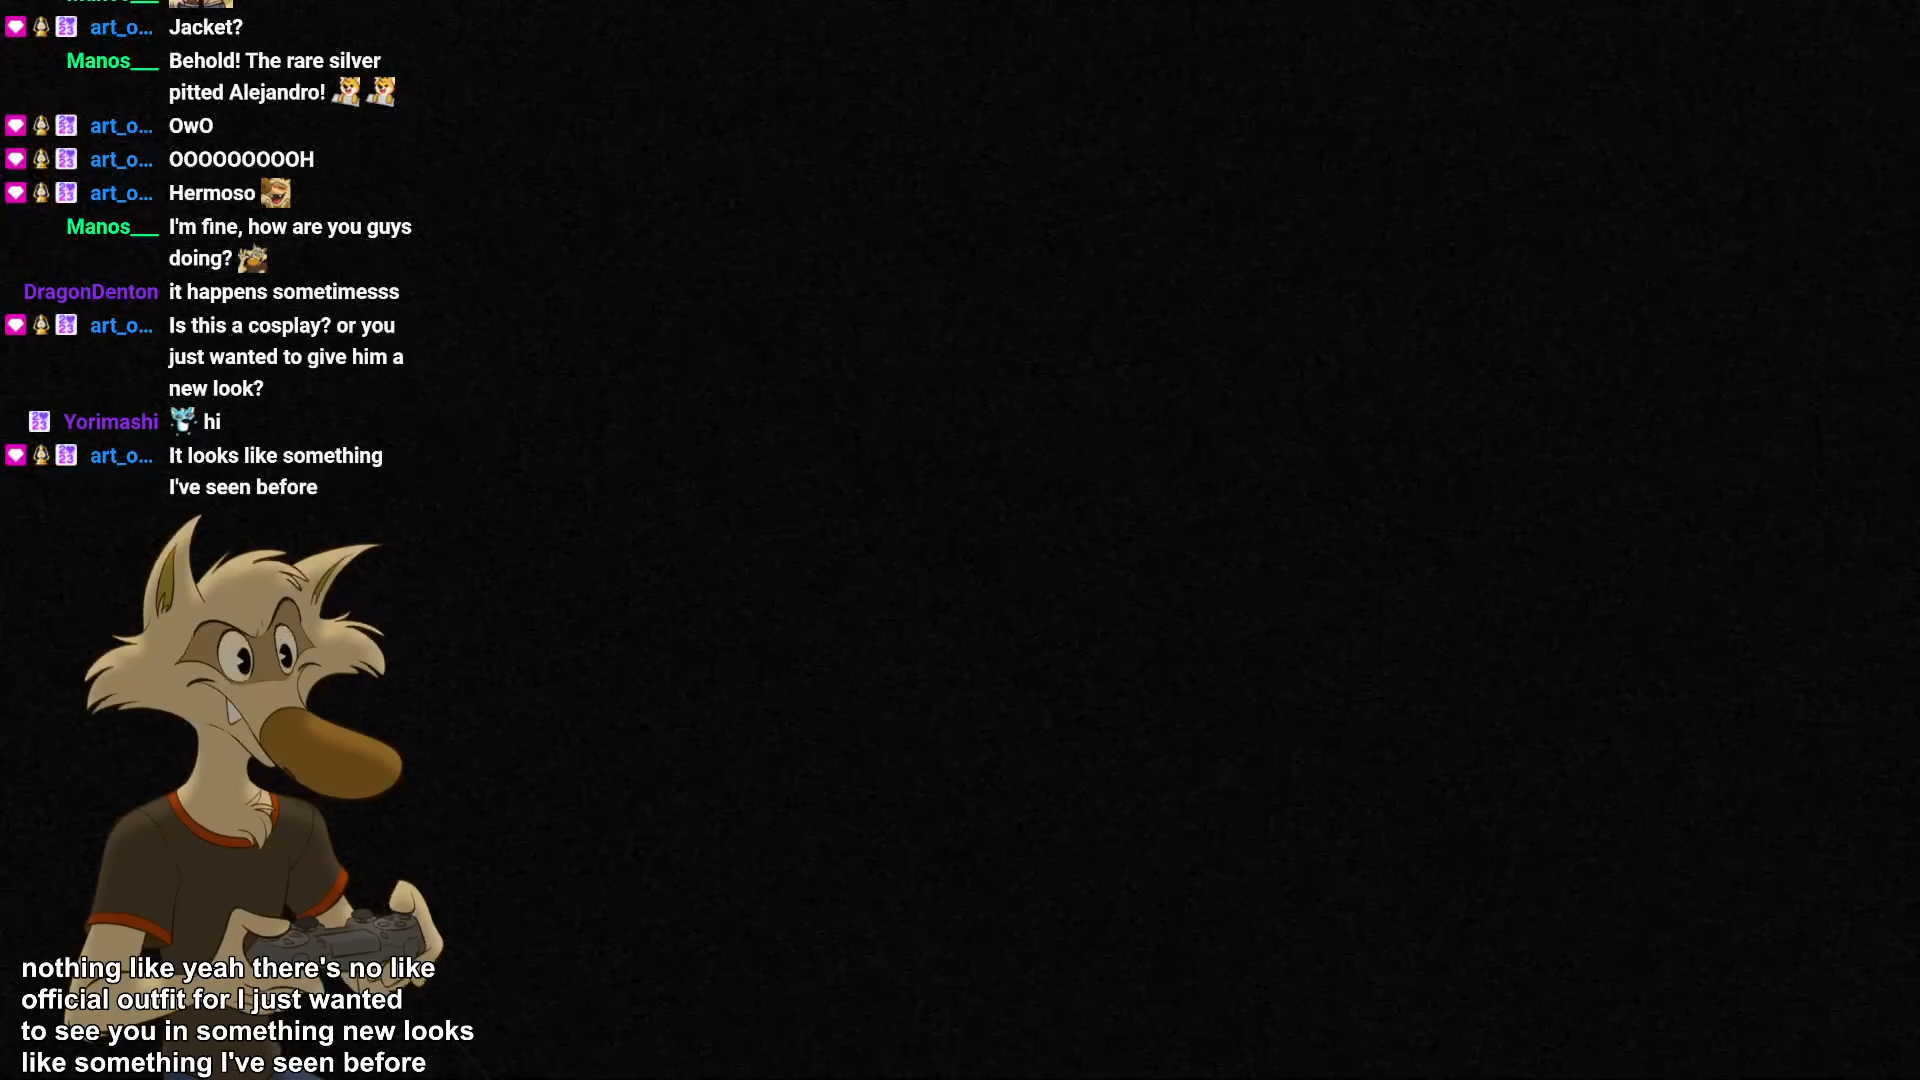 art_o... Jacket?
Manos___ Behold! The rare silver
pitted Alejandro!
art_o... OwO
art_o... OOOOOOOOOH
art_o... Hermoso
Manos___ I'm fine, how are you guys
doing?
DragonDenton it happens sometimesss
art_o... Is this a cosplay? or you
just wanted to give him a
new look?
Yorimashi hi
art_o... It looks like something
I've seen before
nothing like yeah there's no like
official outfit for I just wanted
to see you in something new looks
like something I've seen before